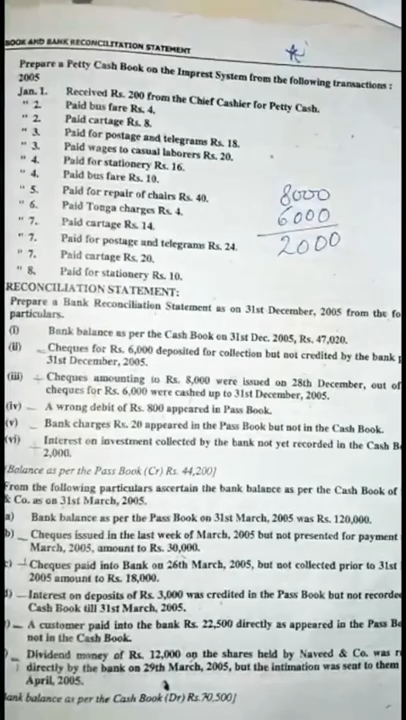 BOOK AND BANK RECONCILITATION STATEMENT
Prepare a Petty Cash Book on the Imprest System from the following transactions :
2005
Jan. 1. Received Rs. 200 from the Chief Cashier for Petty Cash.
" 2. Paid bus fare Rs. 4.
" 2. Paid cartage Rs. 8.
" 3. Paid for postage and telegrams Rs. 18.
" 3. Paid wages to casual laborers Rs. 20.
" 4. Paid for stationery Rs. 16.
" 4. Paid bus fare Rs. 10.
" 5. Paid for repair of chairs Rs. 40.
" 6. Paid Tonga charges Rs. 4.
" 7. Paid cartage Rs. 14.
" 7. Paid for postage and telegrams Rs. 24.
" 7. Paid cartage Rs. 20.
" 8. Paid for stationery Rs. 10.
8000
6000
2000
RECONCILIATION STATEMENT:
Prepare a Bank Reconciliation Statement as on 31st December, 2005 from the fo
particulars.
(i) Bank balance as per the Cash Book on 31st Dec. 2005, Rs. 47,020.
(ii) Cheques for Rs. 6,000 deposited for collection but not credited by the bank
31st December, 2005.
(iii) + Cheques amounting to Rs. 8,000 were issued on 28th December, out of
cheques for Rs. 6,000 were cashed up to 31st December, 2005.
(iv) – A wrong debit of Rs. 800 appeared in Pass Book.
(v) – Bank charges Rs. 20 appeared in the Pass Book but not in the Cash Book.
(vi) + Interest on investment collected by the bank not yet recorded in the Cash B
2,000.
[Balance as per the Pass Book (Cr) Rs. 44,200]
From the following particulars ascertain the bank balance as per the Cash Book of
& Co. as on 31st March, 2005.
a) Bank balance as per the Pass Book on 31st March, 2005 was Rs. 120,000.
b) – Cheques issued in the last week of March, 2005 but not presented for payment
March, 2005, amount to Rs. 30,000.
c) + Cheques paid into Bank on 26th March, 2005, but not collected prior to 31st
2005 amount to Rs. 18,000.
d) – Interest on deposits of Rs. 3,000 was credited in the Pass Book but not recorde
Cash Book till 31st March, 2005.
) – A customer paid into the bank Rs. 22,500 directly as appeared in the Pass B
not in the Cash Book.
– Dividend money of Rs. 12,000 on the shares held by Naveed & Co. was r
directly by the bank on 29th March, 2005, but the intimation was sent to them
April, 2005.
ank balance as per the Cash Book (Dr) Rs.70,500]